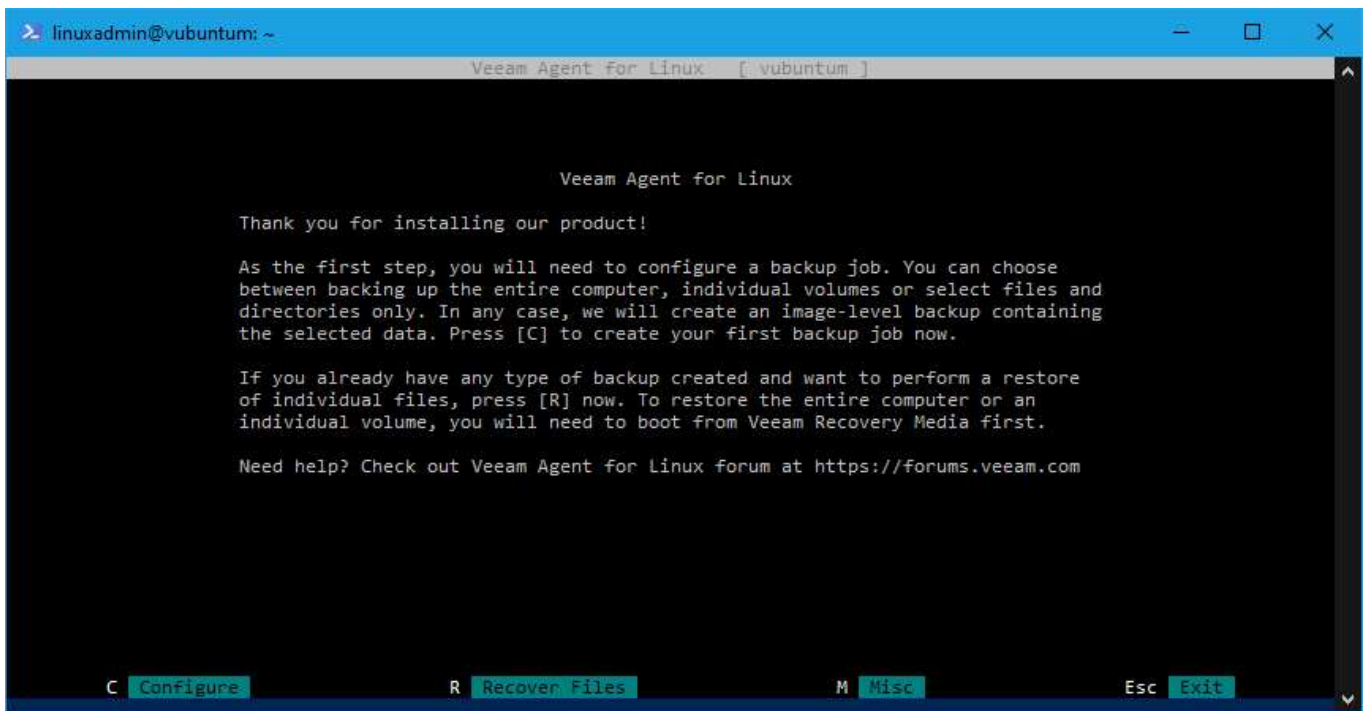 linuxadmin@vubuntum: ~
Veeam Agent for Linux [ vubuntum ]
Veeam Agent for Linux
Thank you for installing our product!
As the first step, you will need to configure a backup job. You can choose
between backing up the entire computer, individual volumes or select files and
directories only. In any case, we will create an image-level backup containing
the selected data. Press [C] to create your first backup job now.
If you already have any type of backup created and want to perform a restore
of individual files, press [R] now. To restore the entire computer or an
individual volume, you will need to boot from Veeam Recovery Media first.
Need help? Check out Veeam Agent for Linux forum at https://forums.veeam.com
C Configure R Recover Files M Misc Esc Exit